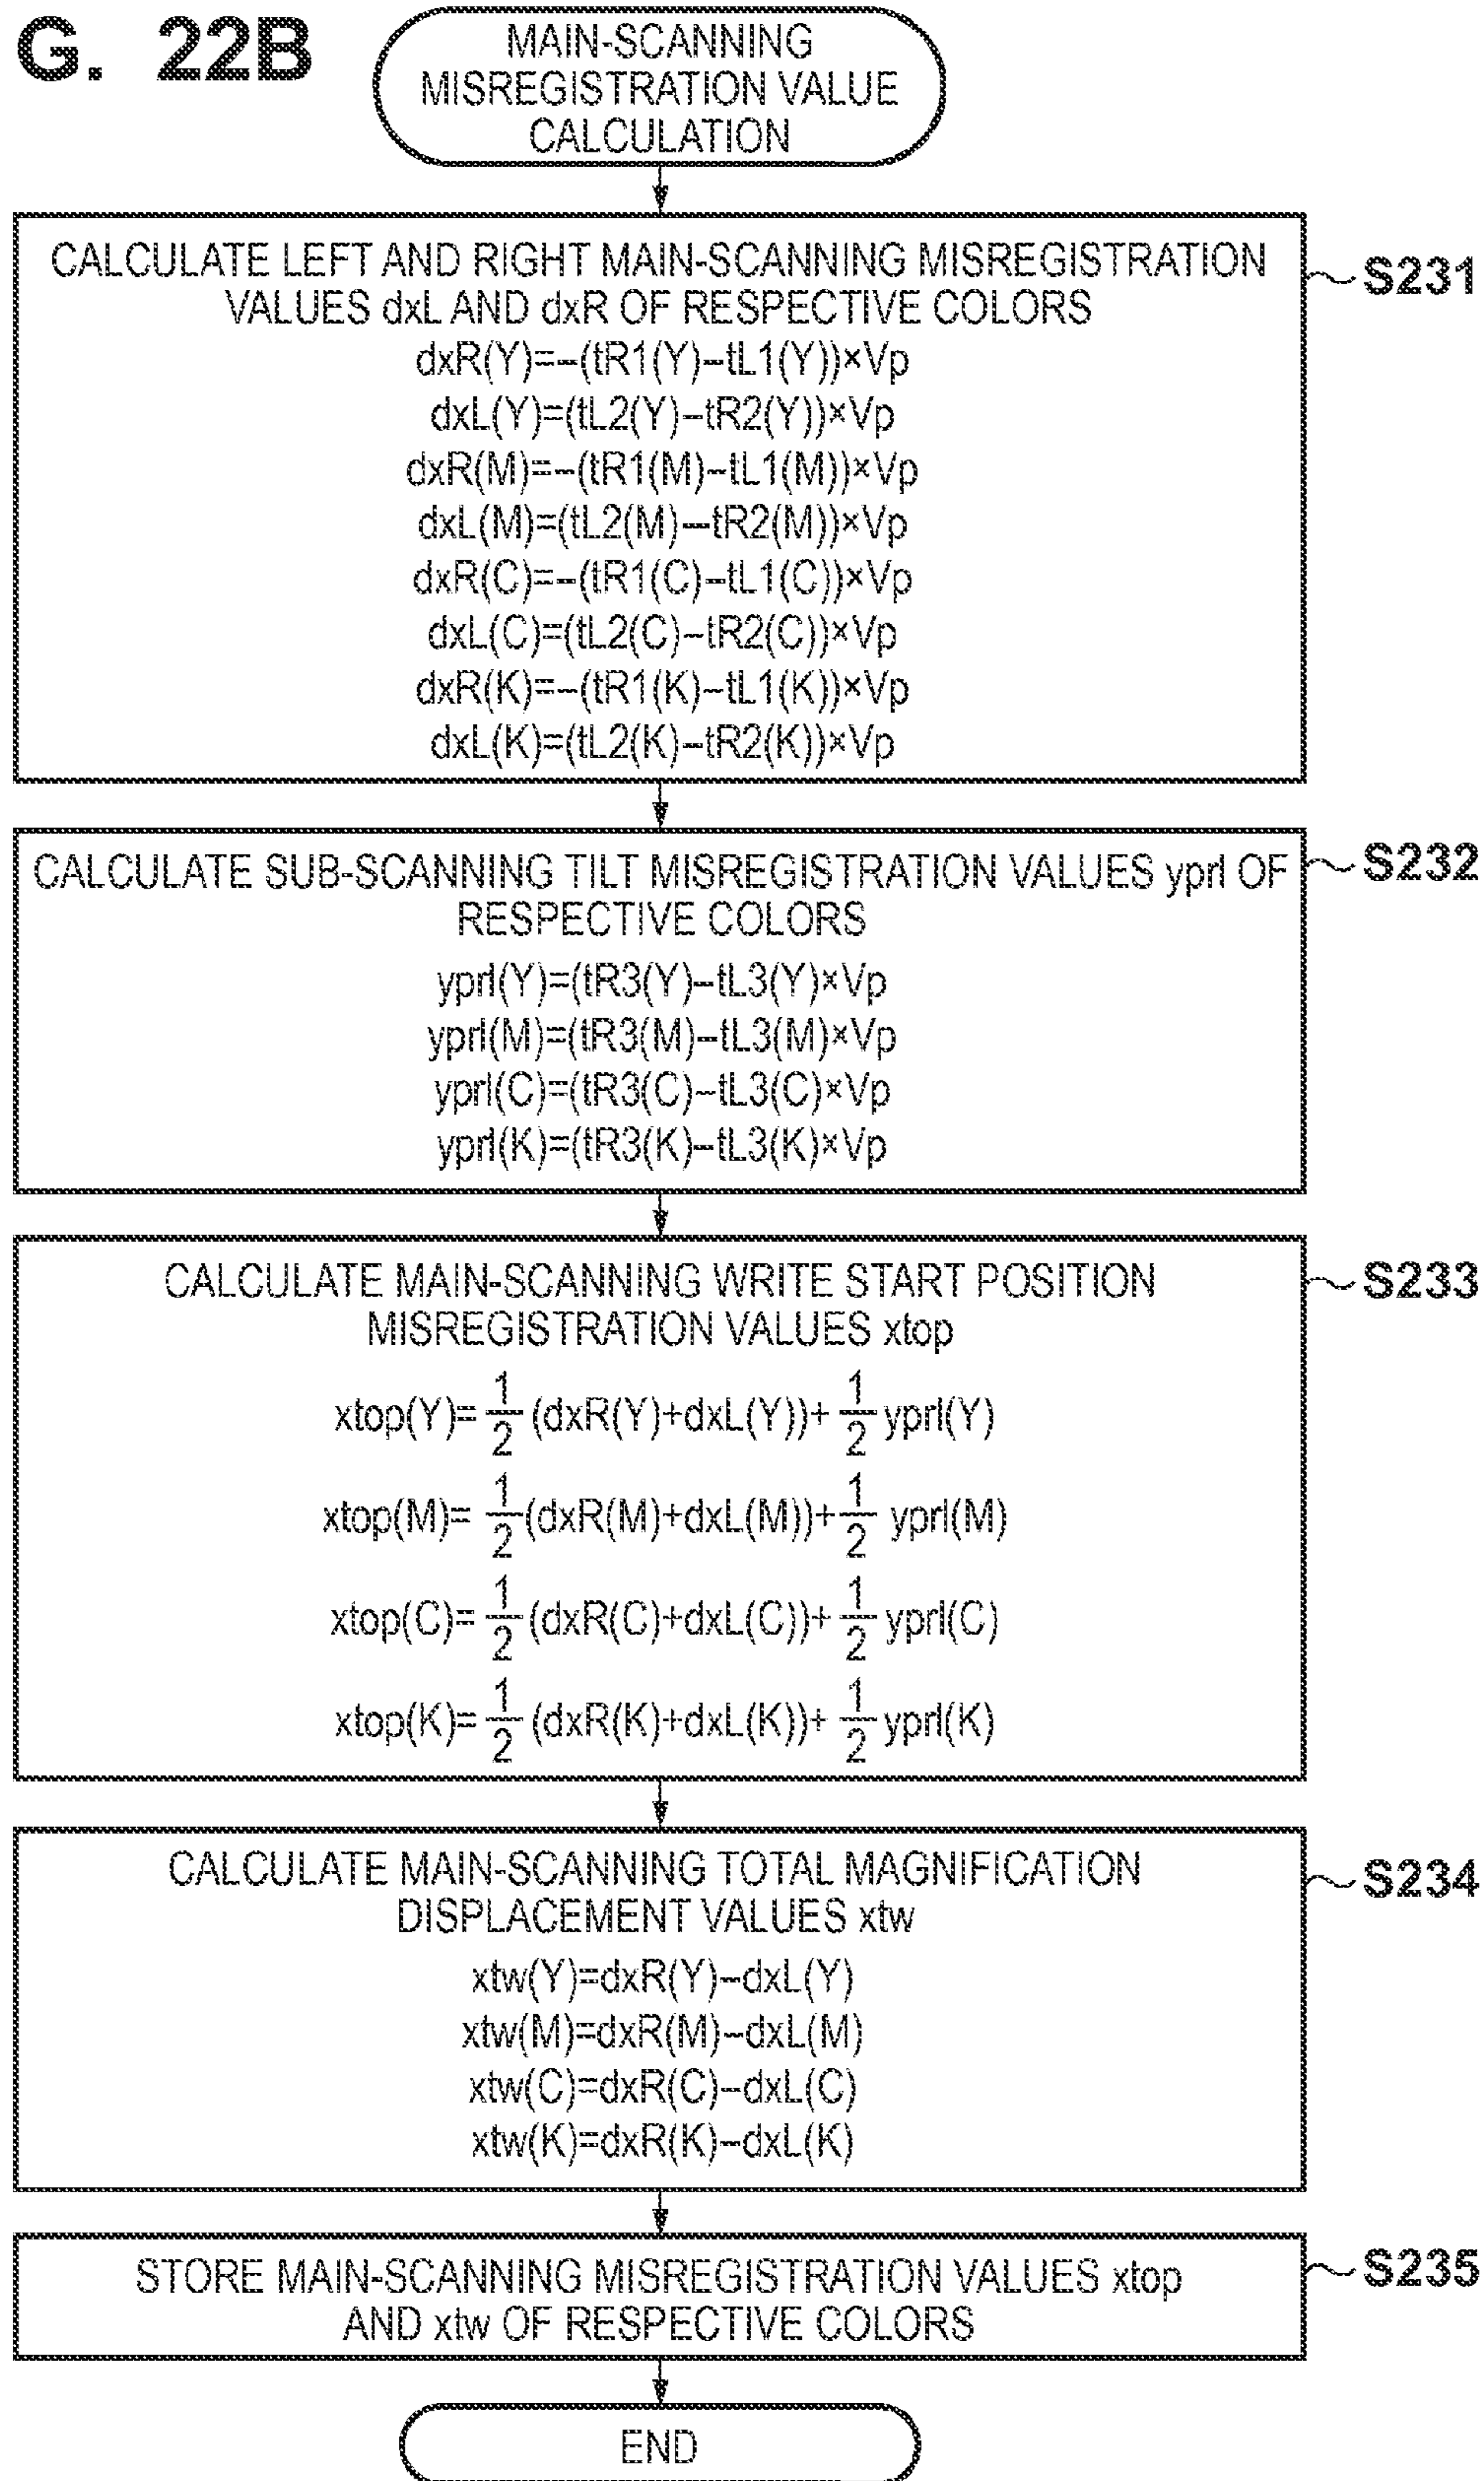 G. 22B
MAIN-SCANNING
MISREGISTRATION VALUE
CALCULATION
CALCULATE LEFT AND RIGHT MAIN-SCANNING MISREGISTRATION
VALUES dxL AND dxR OF RESPECTIVE COLORS
S231
dxR(Y)=–(tR1(Y)–tL1(Y))×Vp
dxL(Y)=(tL2(Y)–tR2(Y))×Vp
dxR(M)=–(tR1(M)–tL1(M))×Vp
dxL(M)=(tL2(M)–tR2(M))×Vp
dxR(C)=–(tR1(C)–tL1(C))×Vp
dxL(C)=(tL2(C)–tR2(C))×Vp
dxR(K)=–(tR1(K)–tL1(K))×Vp
dxL(K)=(tL2(K)–tR2(K))×Vp
CALCULATE SUB-SCANNING TILT MISREGISTRATION VALUES yprl OF
RESPECTIVE COLORS
S232
yprl(Y)=(tR3(Y)–tL3(Y)×Vp
yprl(M)=(tR3(M)–tL3(M)×Vp
yprl(C)=(tR3(C)–tL3(C)×Vp
yprl(K)=(tR3(K)–tL3(K)×Vp
CALCULATE MAIN-SCANNING WRITE START POSITION
MISREGISTRATION VALUES xtop
S233
xtop(Y)= 1/2 (dxR(Y)+dxL(Y))+ 1/2 yprl(Y)
xtop(M)= 1/2 (dxR(M)+dxL(M))+ 1/2 yprl(M)
xtop(C)= 1/2 (dxR(C)+dxL(C))+ 1/2 yprl(C)
xtop(K)= 1/2 (dxR(K)+dxL(K))+ 1/2 yprl(K)
CALCULATE MAIN-SCANNING TOTAL MAGNIFICATION
DISPLACEMENT VALUES xtw
S234
xtw(Y)=dxR(Y)–dxL(Y)
xtw(M)=dxR(M)–dxL(M)
xtw(C)=dxR(C)–dxL(C)
xtw(K)=dxR(K)–dxL(K)
STORE MAIN-SCANNING MISREGISTRATION VALUES xtop
AND xtw OF RESPECTIVE COLORS
S235
END